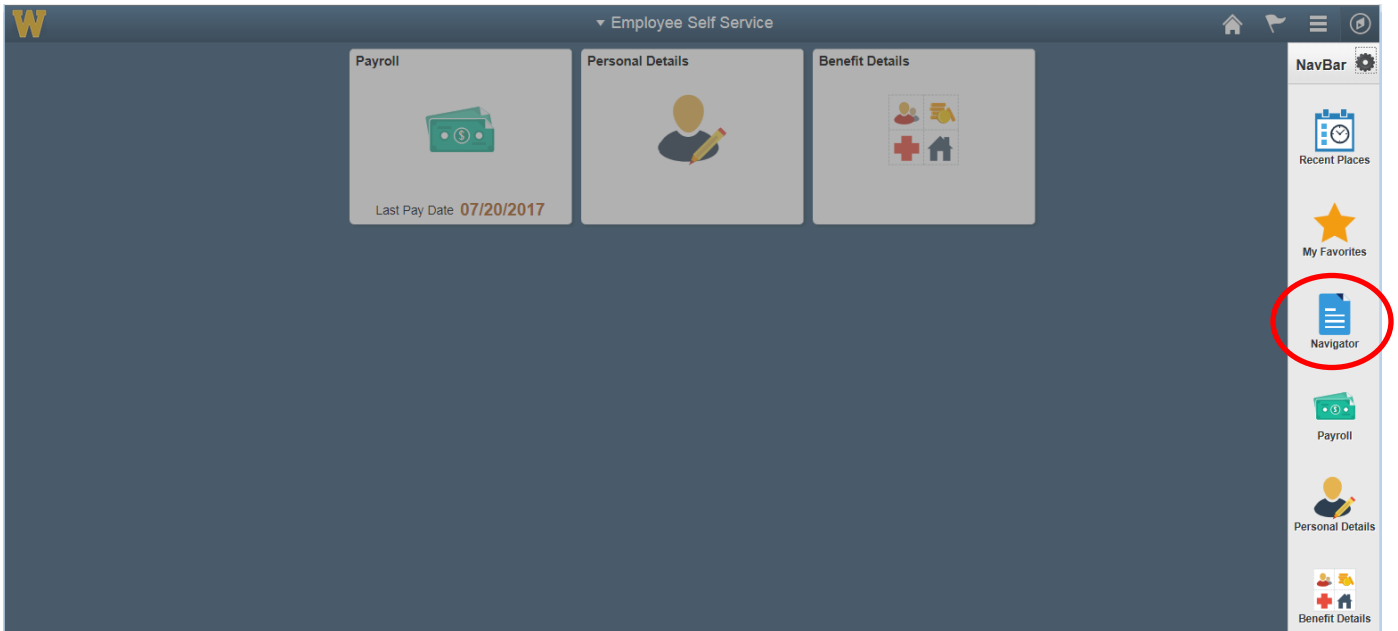 W
Employee Self Service
Payroll
Last Pay Date 07/20/2017
Personal Details
Benefit Details
NavBar
Recent Places
My Favorites
Navigator
Payroll
Personal Details
Benefit Details